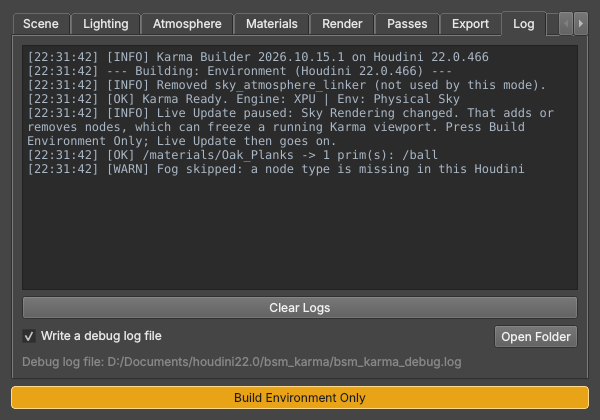 Scene Lighting Atmosphere Materials Render Passes Export Log
[22:31:42] [INFO] Karma Builder 2026.10.15.1 on Houdini 22.0.466
[22:31:42] --- Building: Environment (Houdini 22.0.466) ---
[22:31:42] [INFO] Removed sky_atmosphere_linker (not used by this mode).
[22:31:42] [OK] Karma Ready. Engine: XPU | Env: Physical Sky
[22:31:42] [INFO] Live Update paused: Sky Rendering changed. That adds or
removes nodes, which can freeze a running Karma viewport. Press Build
Environment Only; Live Update then goes on.
[22:31:42] [OK] /materials/Oak_Planks -> 1 prim(s): /ball
[22:31:42] [WARN] Fog skipped: a node type is missing in this Houdini
Clear Logs
Write a debug log file
Open Folder
Debug log file: D:/Documents/houdini22.0/bsm_karma/bsm_karma_debug.log
Build Environment Only